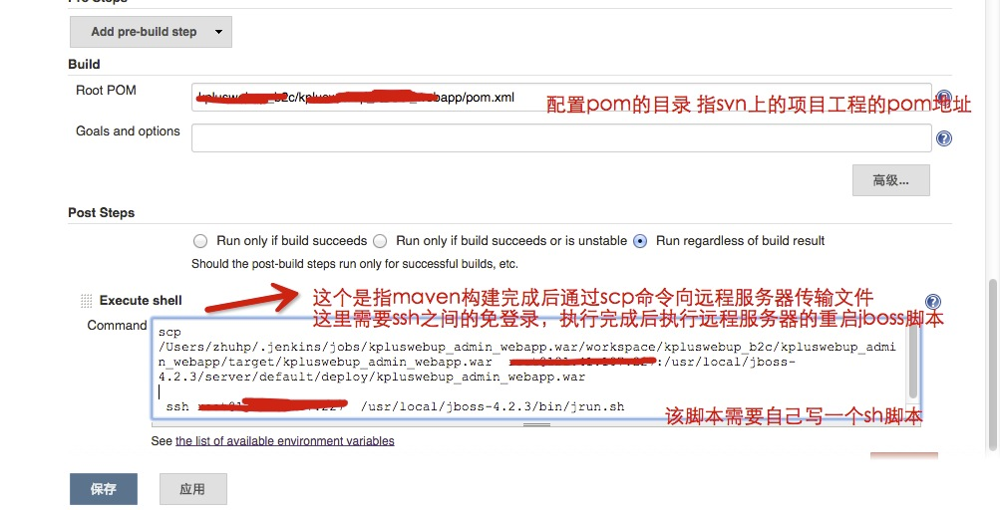 Add pre-build step
Build
Root POM
/pom.xml
配置pom的目录 指svn上的项目工程的pom地址
Goals and options
高级...
Post Steps
Run only if build succeeds Run only if build succeeds or is unstable Run regardless of build result
Should the post-build steps run only for successful builds, etc.
这个是指maven构建完成后通过scp命令向远程服务器传输文件
Execute shell
这里需要ssh之间的免登录，执行完成后执行远程服务器的重启jboss脚本
Command
scp
/Users/zhuhp/.jenkins/jobs/kpluswebup_admin_webapp.war/workspace/kpluswebup_b2c/kpluswebup_admi
n_webapp/target/kpluswebup_admin_webapp.war :/usr/local/jboss-
4.2.3/server/default/deploy/kpluswebup_admin_webapp.war
ssh /usr/local/jboss-4.2.3/bin/jrun.sh
该脚本需要自己写一个sh脚本
See the list of available environment variables
保存 应用